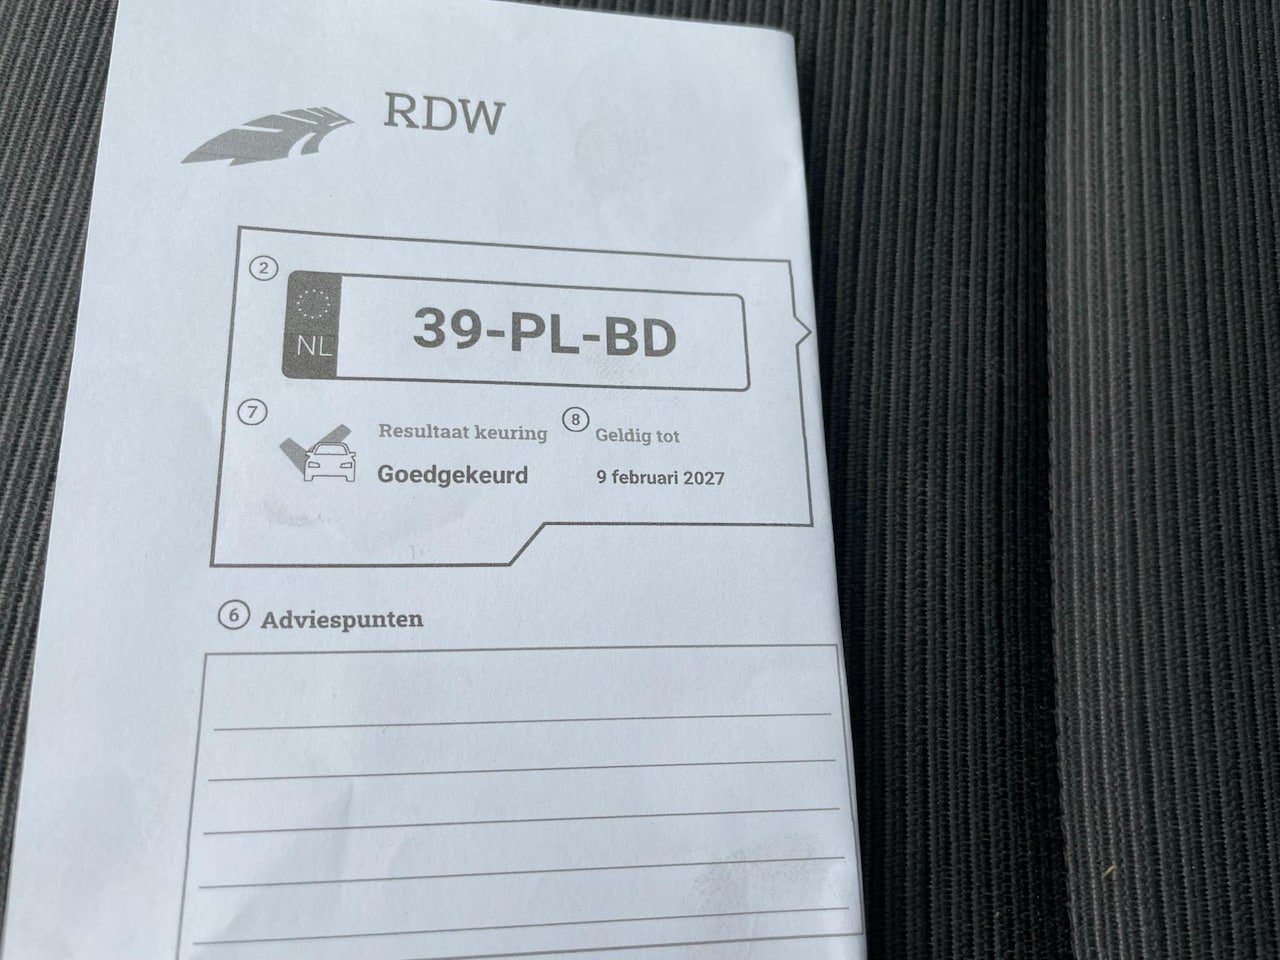 RDW
2
NL
39-PL-BD
7
Resultaat keuring
8
Geldig tot
Goedgekeurd
9 februari 2027
6 Adviespunten